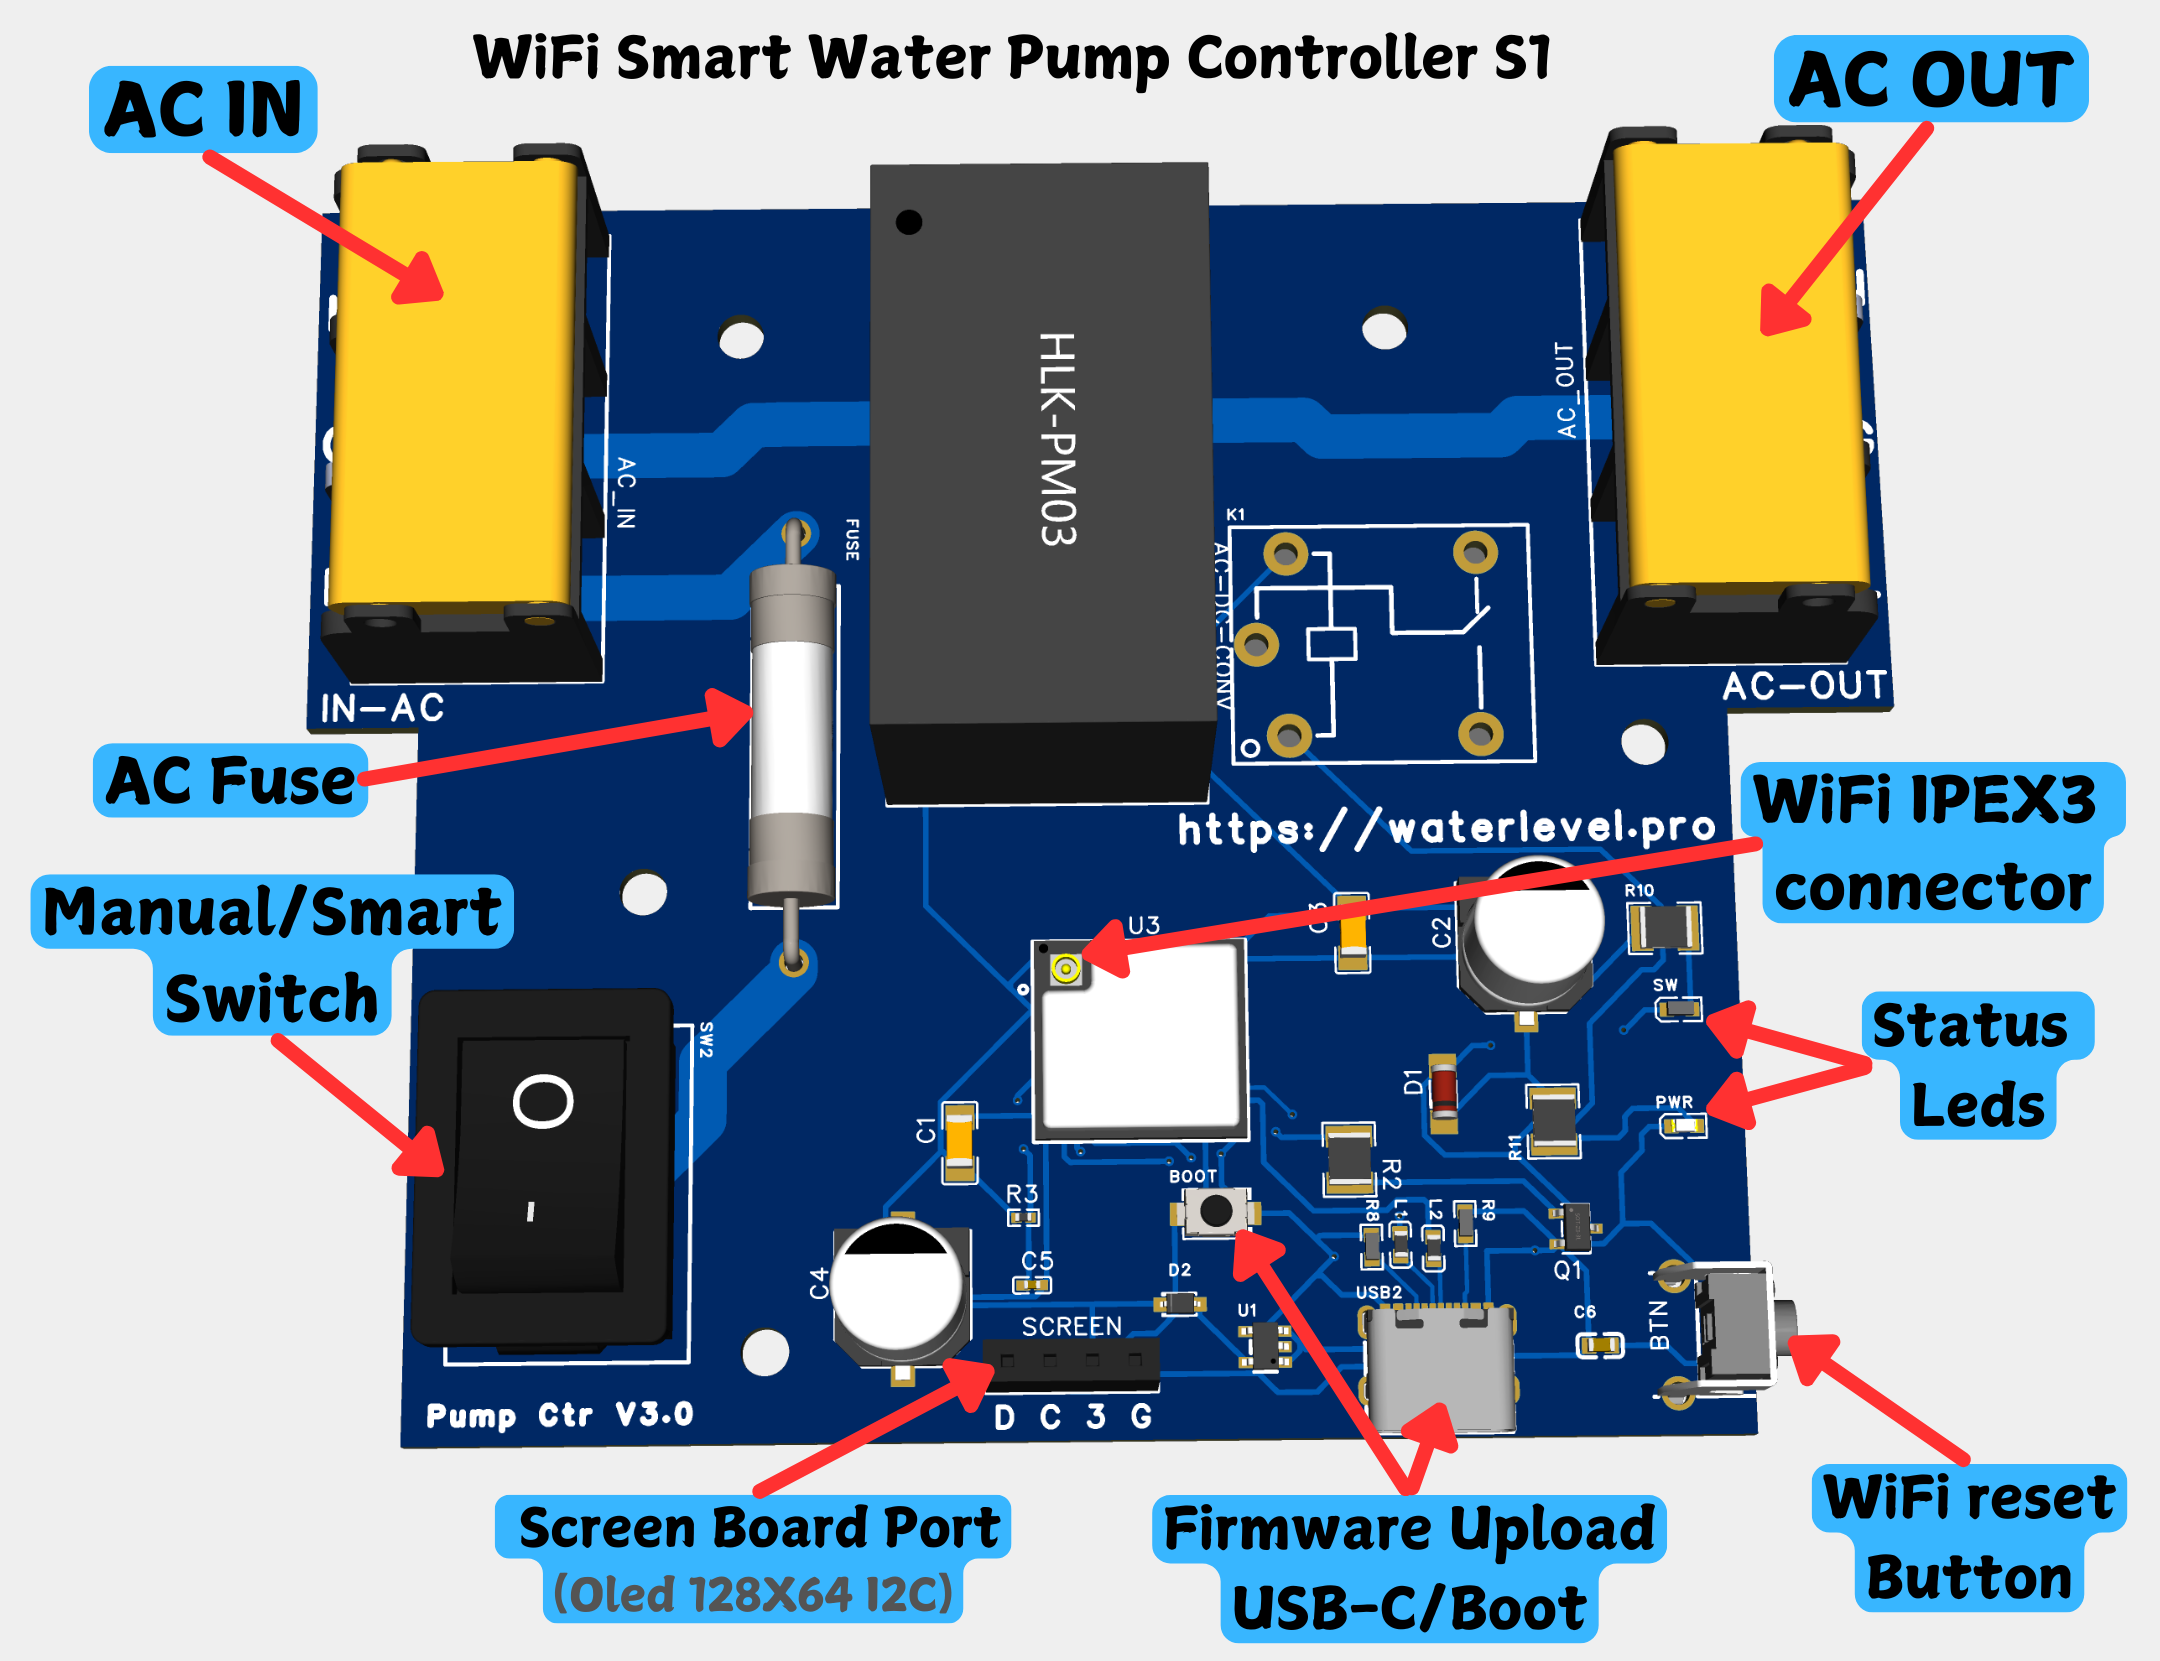 WiFi Smart Water Pump Controller S1
AC IN
AC OUT
HLK-PM03
AC_IN
AC_OUT
FUSE
K1
AC-DC-CONV
IN-AC
AC-OUT
AC Fuse
https://waterlevel.pro
WiFi IPEX3
connector
Manual/Smart
Switch
U3
C3
C2
R10
SW
Status
Leds
SW2
O
-
C1
D1
R11
PWR
R3
BOOT
R2
R8
L1
L2
R9
Q1
C4
C5
D2
U1
USB2
C6
BTN
SCREEN
D C 3 G
Pump Ctr V3.0
Screen Board Port
(Oled 128X64 I2C)
Firmware Upload
USB-C/Boot
WiFi reset
Button